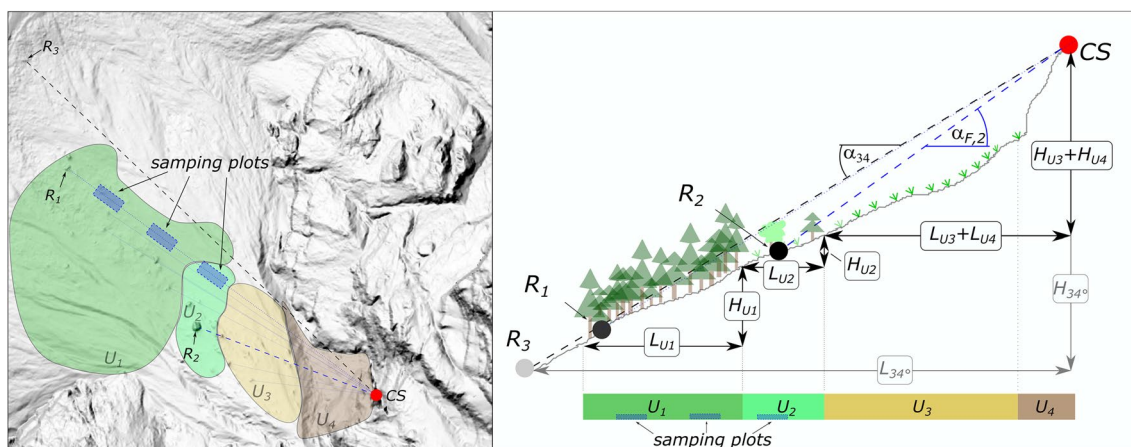 R3
samping plots
R1
U2
R2
U1
U3
U4
CS
CS
αF,2
α34
HU3+HU4
R2
LU3+LU4
LU2
HU2
R1
HU1
H34°
R3
LU1
L34°
U1
U2
U3
U4
samping plots